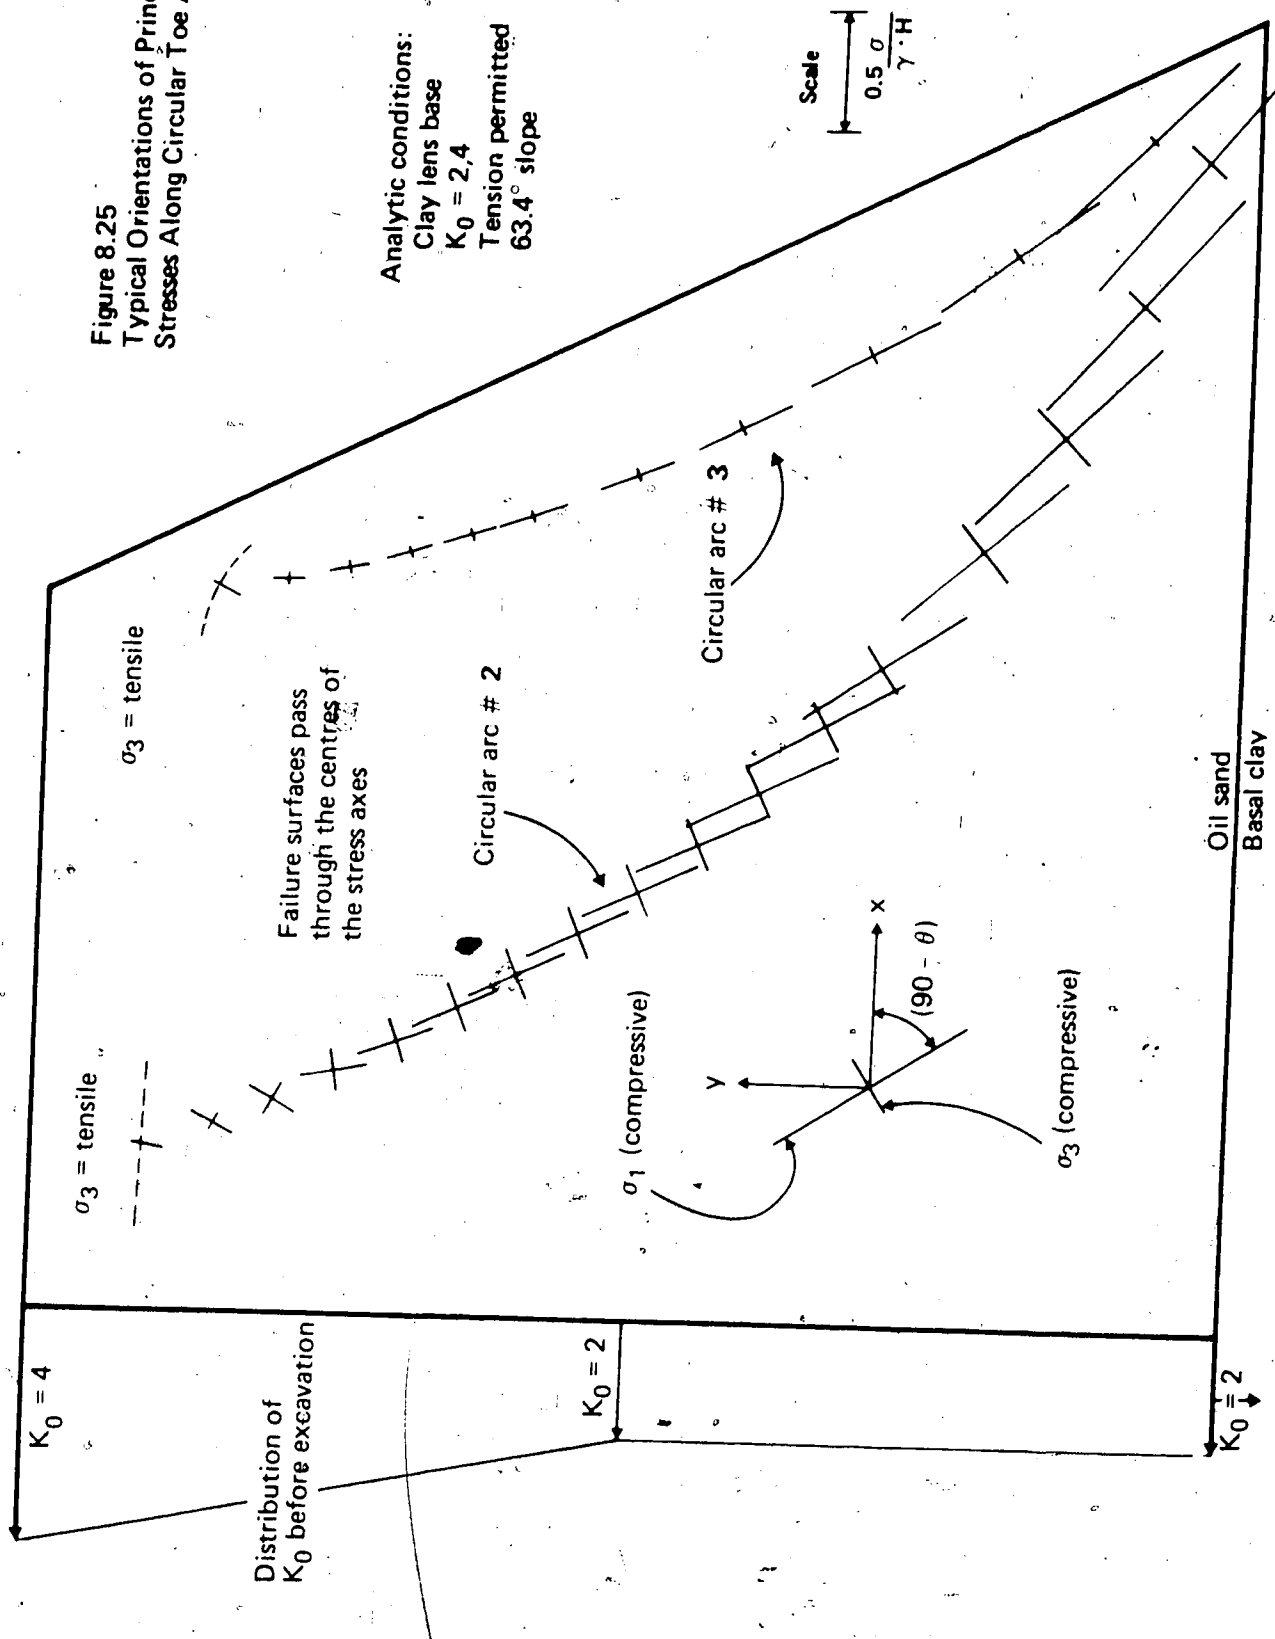 Figure 8.25
Typical Orientations of Prin
Stresses Along Circular Toe
Analytic conditions:
Clay lens base
K₀ = 2,4
Tension permitted
63.4° slope
Scale
0.5 σ
γ · H
σ₃ = tensile
σ₃ = tensile
Failure surfaces pass
through the centres of
the stress axes
Circular arc # 2
Circular arc # 3
K₀ = 4
Distribution of
K₀ before excavation
K₀ = 2
K₀ = 2
σ₁ (compressive)
y
x
(90 - θ)
σ₃ (compressive)
Oil sand
Basal clay